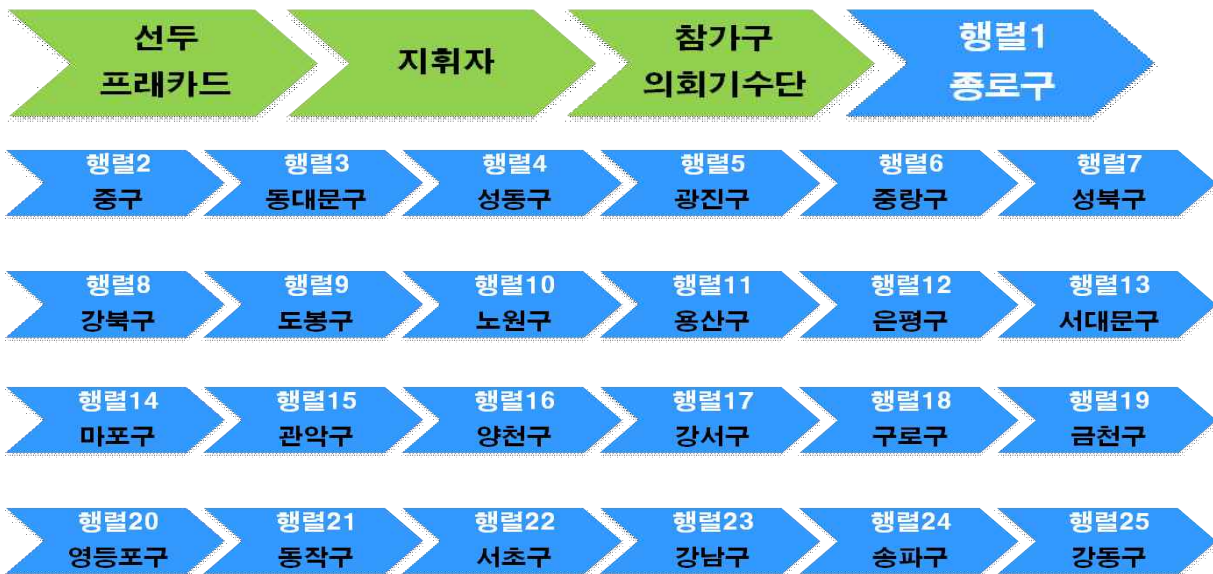 선두
프래카드
지휘자
참가구
의회기수단
행렬1
종로구
행렬2
중구
행렬3
동대문구
행렬4
성동구
행렬5
광진구
행렬6
중랑구
행렬7
성북구
행렬8
강북구
행렬9
도봉구
행렬10
노원구
행렬11
용산구
행렬12
은평구
행렬13
서대문구
행렬14
마포구
행렬15
관악구
행렬16
양천구
행렬17
강서구
행렬18
구로구
행렬19
금천구
행렬20
영등포구
행렬21
동작구
행렬22
서초구
행렬23
강남구
행렬24
송파구
행렬25
강동구